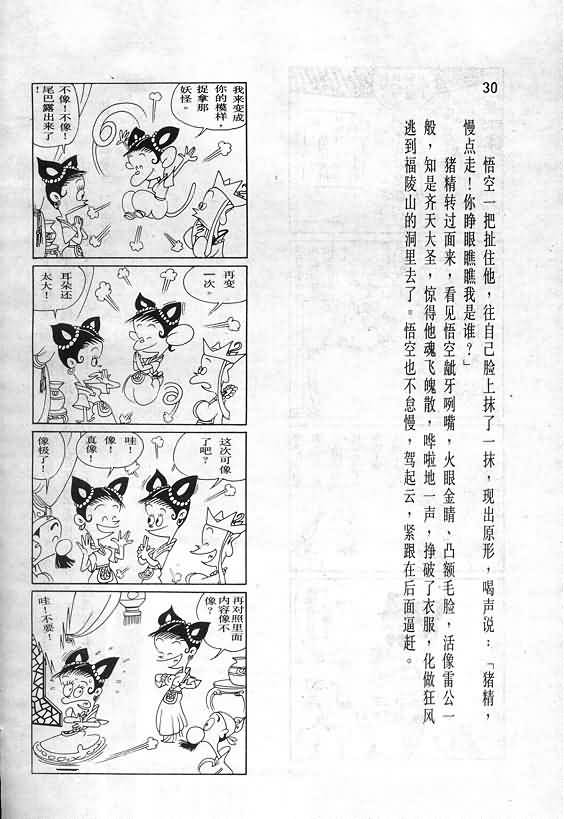 30
悟空一把扯住他，往自己脸上抹了一抹，现出原形，喝声说：「猪精，
慢点走！你睁眼瞧瞧我是谁？」
猪精转过面来，看见悟空龇牙咧嘴，火眼金睛、凸额毛脸，活像雷公一
般，知是齐天大圣，惊得他魂飞魄散，哗啦地一声，挣破了衣服，化做狂风
逃到福陵山的洞里去了。悟空也不怠慢，驾起云，紧跟在后面逼赶。
我来变成
你的模样，
捉拿那
妖怪。
不像！不像！
尾巴露出来了
！
再变
一次。
耳朵还
太大！
这次可像
了吧？
哇！
像！
真像！
像极了！
再对照里面
内容像不
像？
哇！不要！